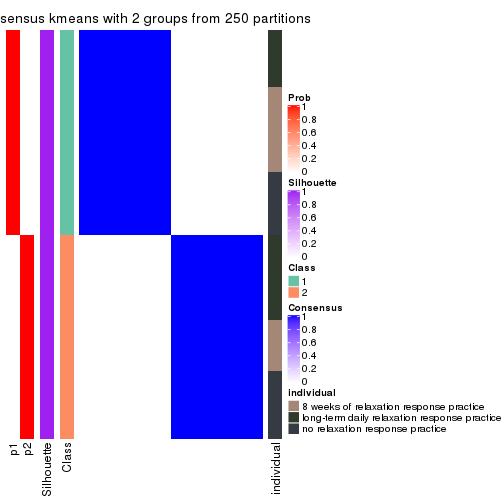 sensus kmeans with 2 groups from 250 partitions
Prob
1
0.8
0.6
0.4
0.2
0
Silhouette
1
0.8
0.6
0.4
0.2
0
Class
1
2
Consensus
1
0.8
0.6
0.4
0.2
0
individual
8 weeks of relaxation response practice
long-term daily relaxation response practice
no relaxation response practice
p1
p2
Silhouette
Class
individual